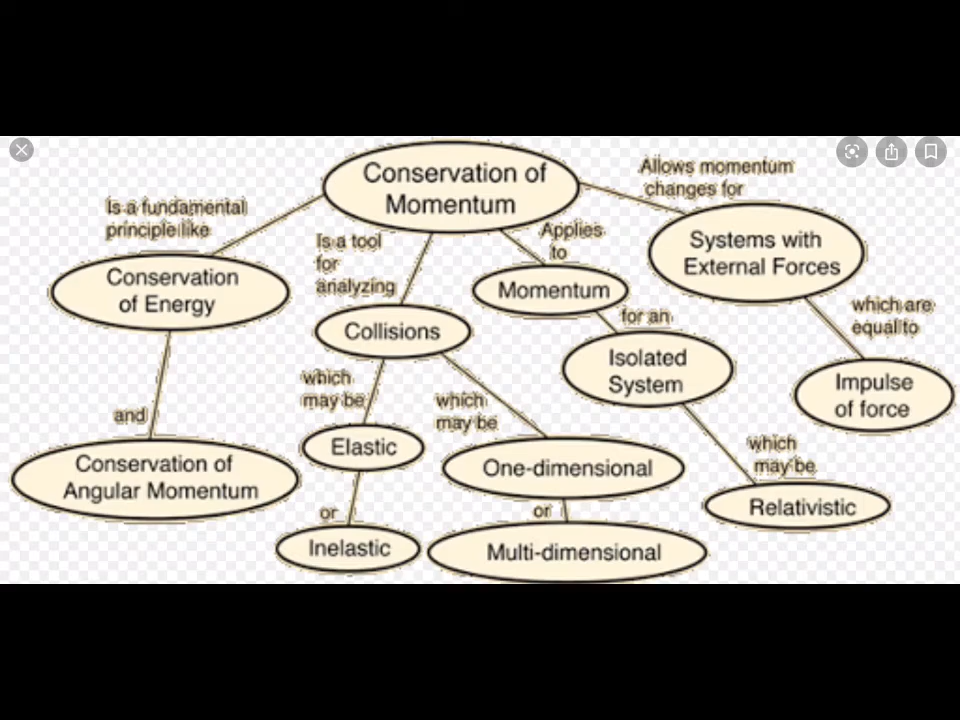 Conservation of
Momentum
Allows momentum
changes for
Is a fundamental
principle like
Is a tool
for
analyzing
Applies
to
Systems with
External Forces
Conservation
of Energy
Momentum
which are
equal to
Collisions
for an
Isolated
System
which
may be
which
may be
Impulse
of force
and
Elastic
One-dimensional
which
may be
Conservation of
Angular Momentum
or
or
Relativistic
Inelastic
Multi-dimensional